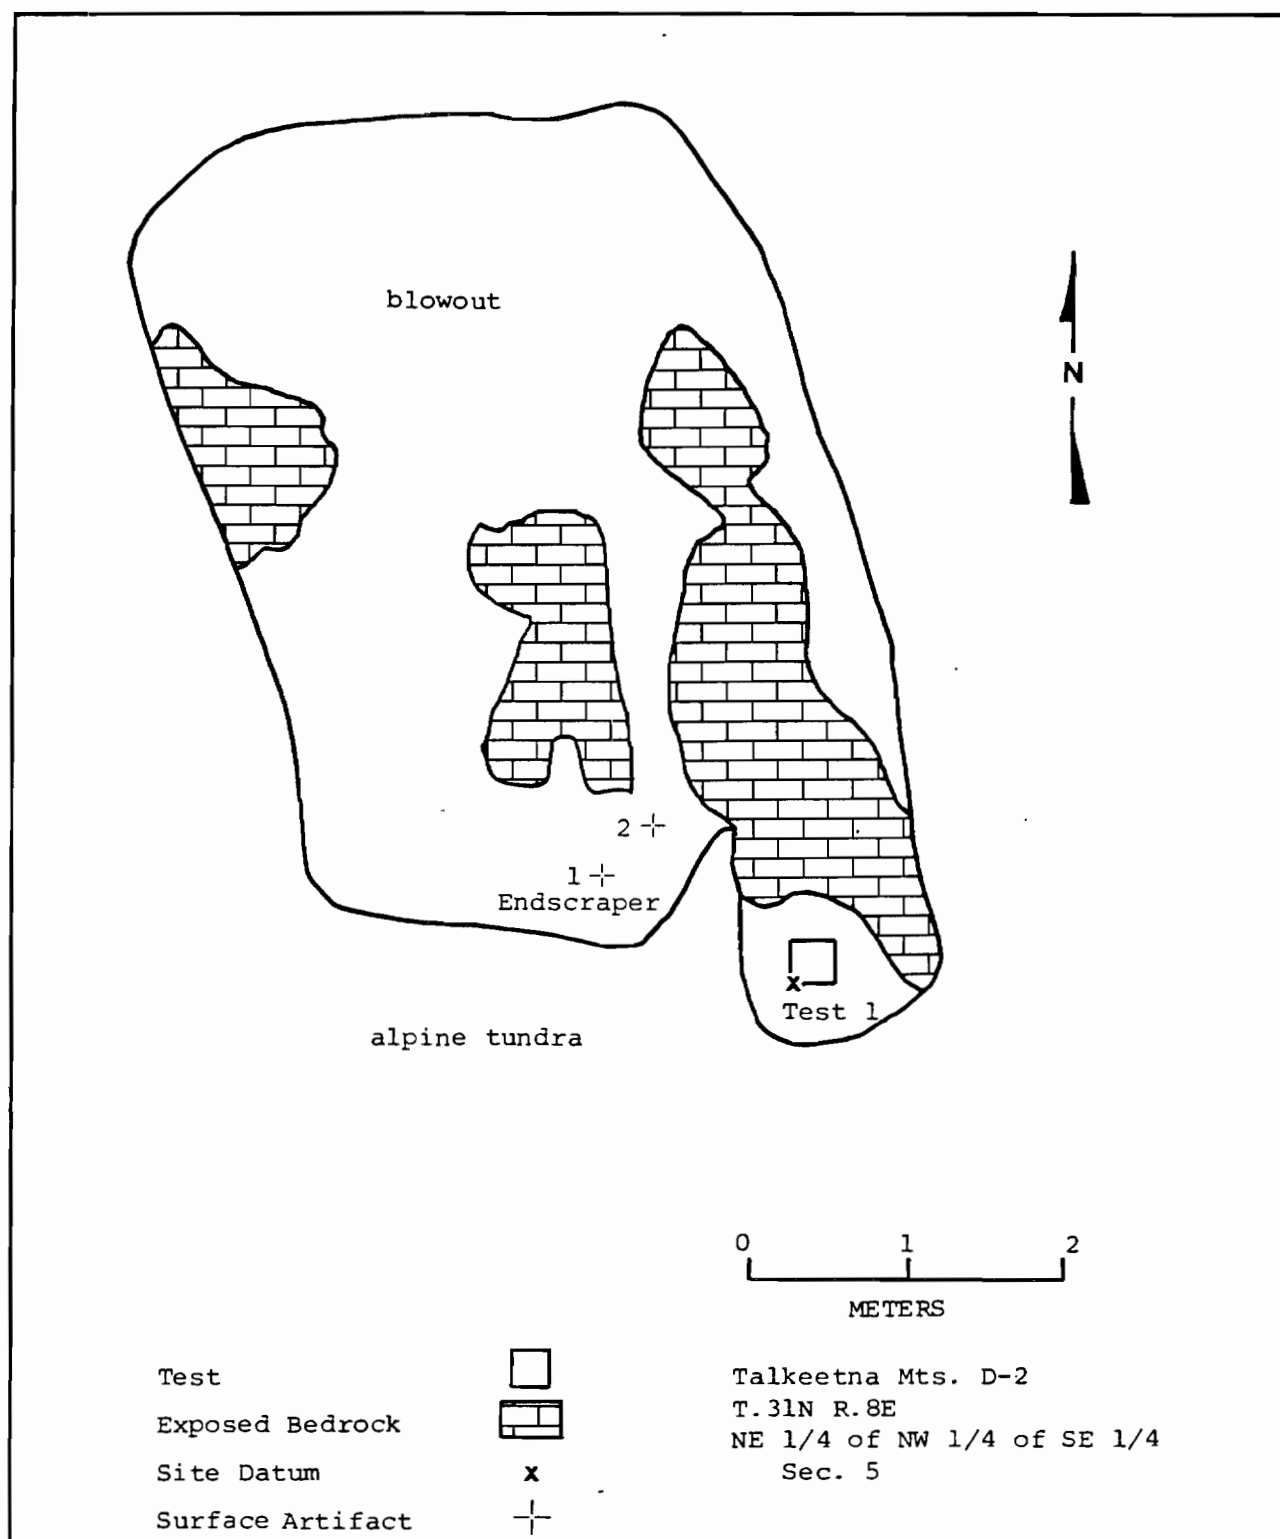 blowout
N
2
1
Endscraper
x
Test 1
alpine tundra
0 1 2
METERS
Test
Exposed Bedrock
Site Datum x
Surface Artifact
Talkeetna Mts. D-2
T.31N R.8E
NE 1/4 of NW 1/4 of SE 1/4
Sec. 5